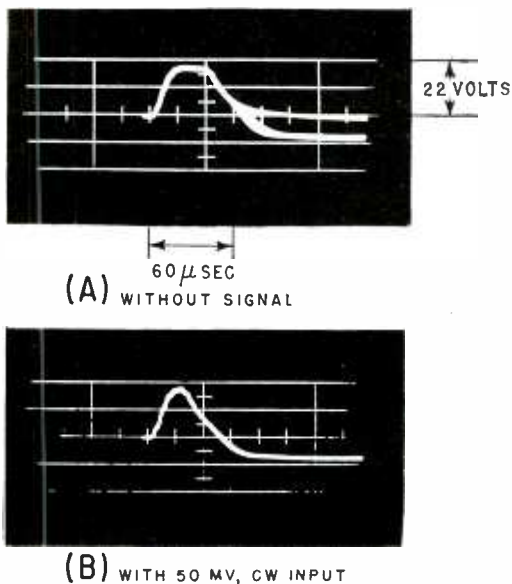 22 VOLTS
60 μSEC
(A) WITHOUT SIGNAL
(B) WITH 50 MV, CW INPUT